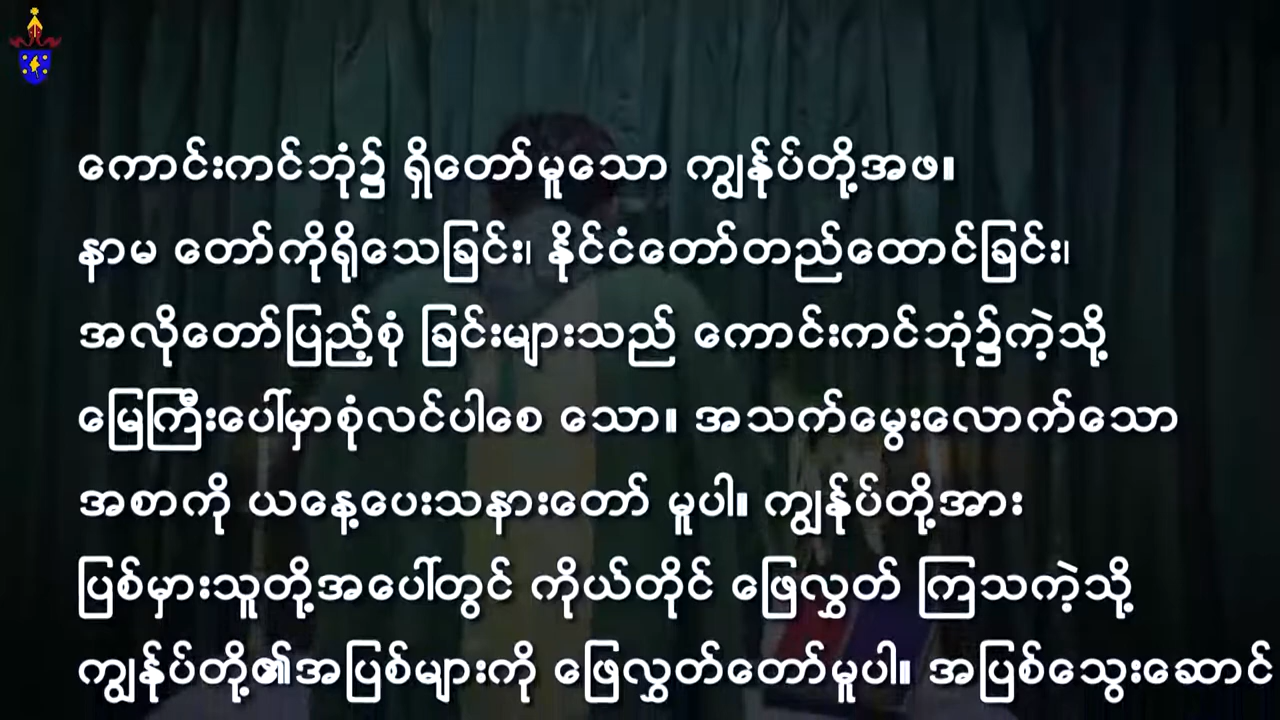 ကောင်းကင်ဘုံ၌ ရှိတော်မူသော ကျွန်ုပ်တို့အဖ။
နာမ တော်ကိုရိုသေခြင်း၊ နိုင်ငံတော်တည်ထောင်ခြင်း၊
အလိုတော်ပြည့်စုံ ခြင်းများသည် ကောင်းကင်ဘုံ၌ကဲ့သို့
မြေကြီးပေါ်မှာစုံလင်ပါစေ သော။ အသက်မွေးလောက်သော
အစာကို ယနေ့ပေးသနားတော် မူပါ။ ကျွန်ုပ်တို့အား
ပြစ်မှားသူတို့အပေါ်တွင် ကိုယ်တိုင် ဖြေလွှတ် ကြသကဲ့သို့
ကျွန်ုပ်တို့၏အပြစ်များကို ဖြေလွှတ်တော်မူပါ။ အပြစ်သွေးဆောင်